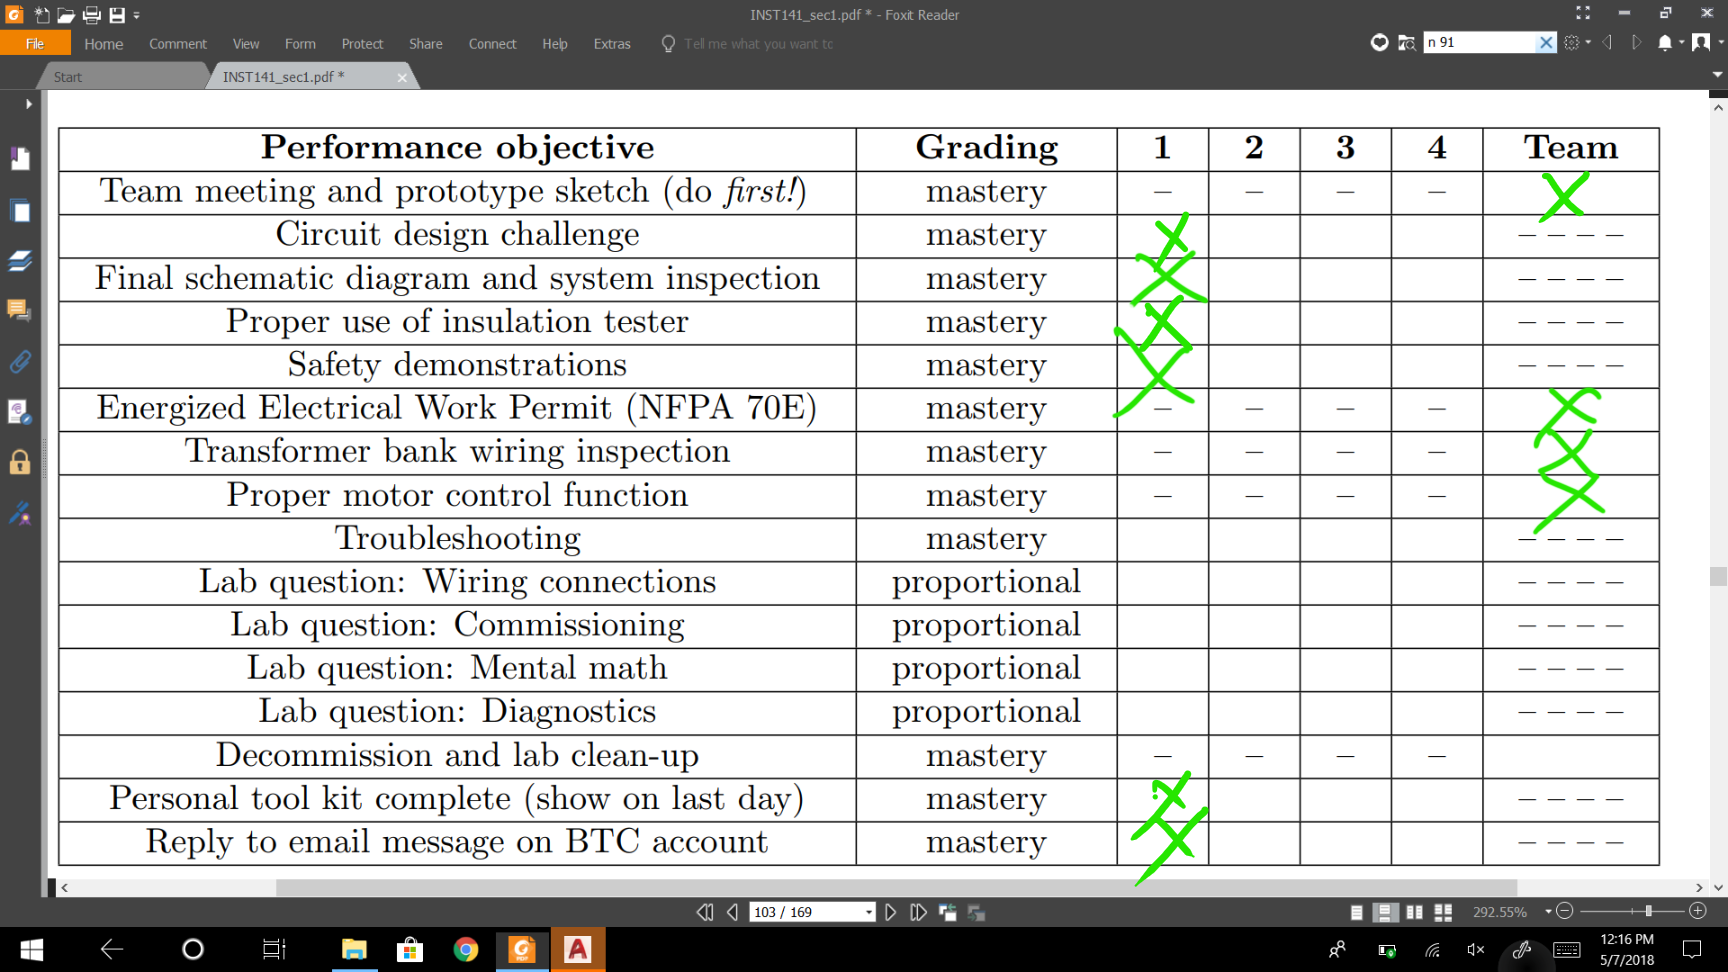 INST141_sec1.pdf * - Foxit Reader
File Home Comment View Form Protect Share Connect Help Extras Tell me what you want to n 91
Start INST141_sec1.pdf *
Performance objective Grading 1 2 3 4 Team
Team meeting and prototype sketch (do first!) mastery – – – – X
Circuit design challenge mastery X – – – –
Final schematic diagram and system inspection mastery X – – – –
Proper use of insulation tester mastery X – – – –
Safety demonstrations mastery X – – – –
Energized Electrical Work Permit (NFPA 70E) mastery – – – – X
Transformer bank wiring inspection mastery – – – – X
Proper motor control function mastery – – – – X
Troubleshooting mastery – – – –
Lab question: Wiring connections proportional – – – –
Lab question: Commissioning proportional – – – –
Lab question: Mental math proportional – – – –
Lab question: Diagnostics proportional – – – –
Decommission and lab clean-up mastery – – – –
Personal tool kit complete (show on last day) mastery X – – – –
Reply to email message on BTC account mastery X – – – –
103 / 169 292.55%
12:16 PM
5/7/2018